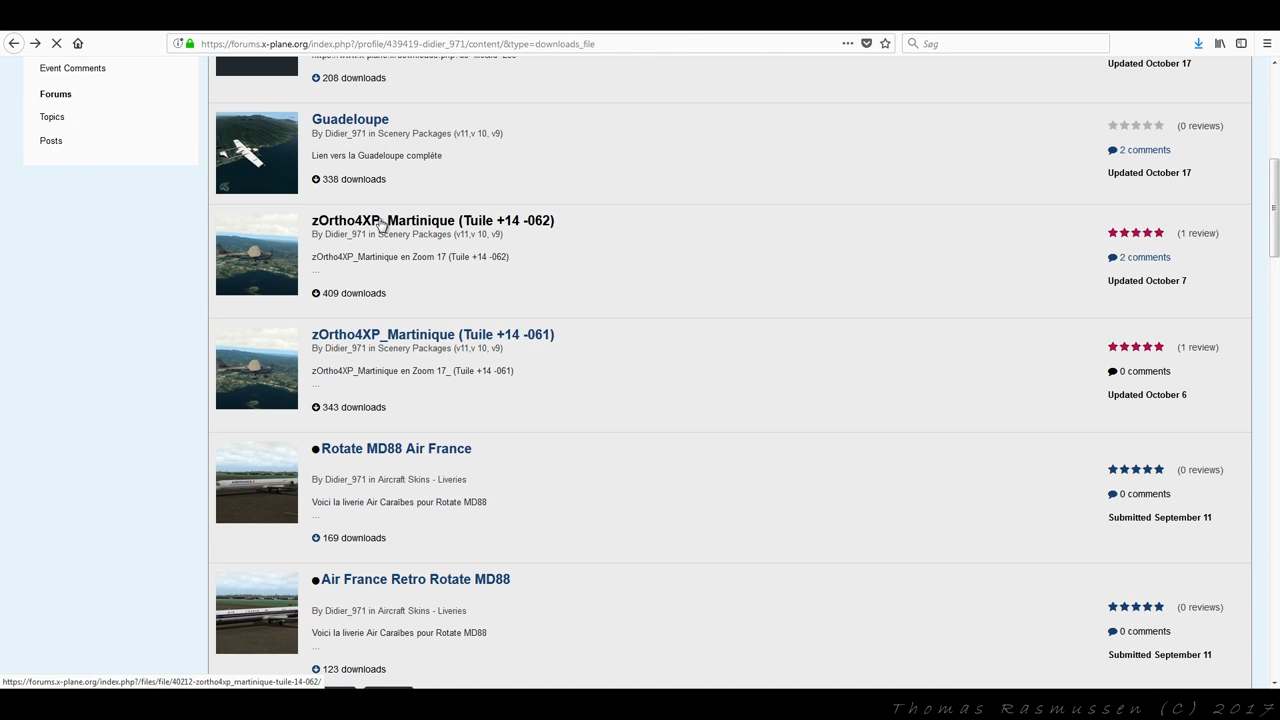 https://forums.x-plane.org/index.php?/profile/439419-didier_971/content/&type=downloads_file
Søg
Event Comments
Forums
Topics
Posts
208 downloads
Updated October 17
Guadeloupe
By Didier_971 in Scenery Packages (v11,v 10, v9)
Lien vers la Guadeloupe complète
338 downloads
(0 reviews)
2 comments
Updated October 17
zOrtho4XP_Martinique (Tuile +14 -062)
By Didier_971 in Scenery Packages (v11,v 10, v9)
zOrtho4XP_Martinique en Zoom 17 (Tuile +14 -062)
...
409 downloads
(1 review)
2 comments
Updated October 7
zOrtho4XP_Martinique (Tuile +14 -061)
By Didier_971 in Scenery Packages (v11,v 10, v9)
zOrtho4XP_Martinique en Zoom 17_ (Tuile +14 -061)
...
343 downloads
(1 review)
0 comments
Updated October 6
Rotate MD88 Air France
By Didier_971 in Aircraft Skins - Liveries
Voici la livrerie Air Caraïbes pour Rotate MD88
...
169 downloads
(0 reviews)
0 comments
Submitted September 11
Air France Retro Rotate MD88
By Didier_971 in Aircraft Skins - Liveries
Voici la livrerie Air Caraïbes pour Rotate MD88
...
123 downloads
(0 reviews)
0 comments
Submitted September 11
https://forums.x-plane.org/index.php?/files/file/40212-zortho4xp_martinique-tuile-14-062/
Thomas Rasmussen (C) 2017